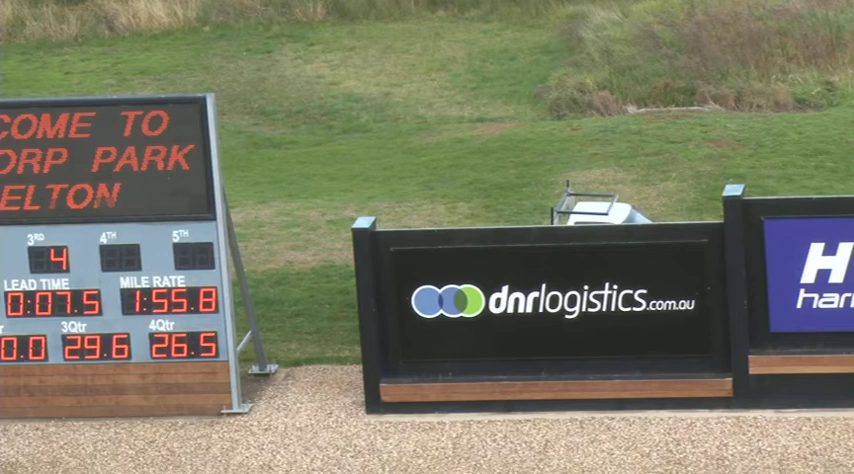 COME TO
ORP PARK
ELTON
3RD 4TH 5TH
4
LEAD TIME MILE RATE
0:07.5 1:55.8
3Qtr 4Qtr
0.0 29.6 26.5
dnrlogistics.com.au
H
har